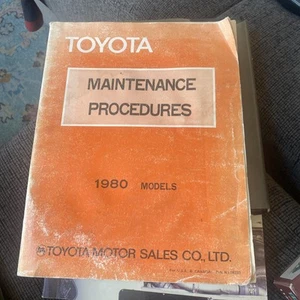 TOYOTA
MAINTENANCE
PROCEDURES
1980 MODELS
TOYOTA MOTOR SALES CO., LTD.